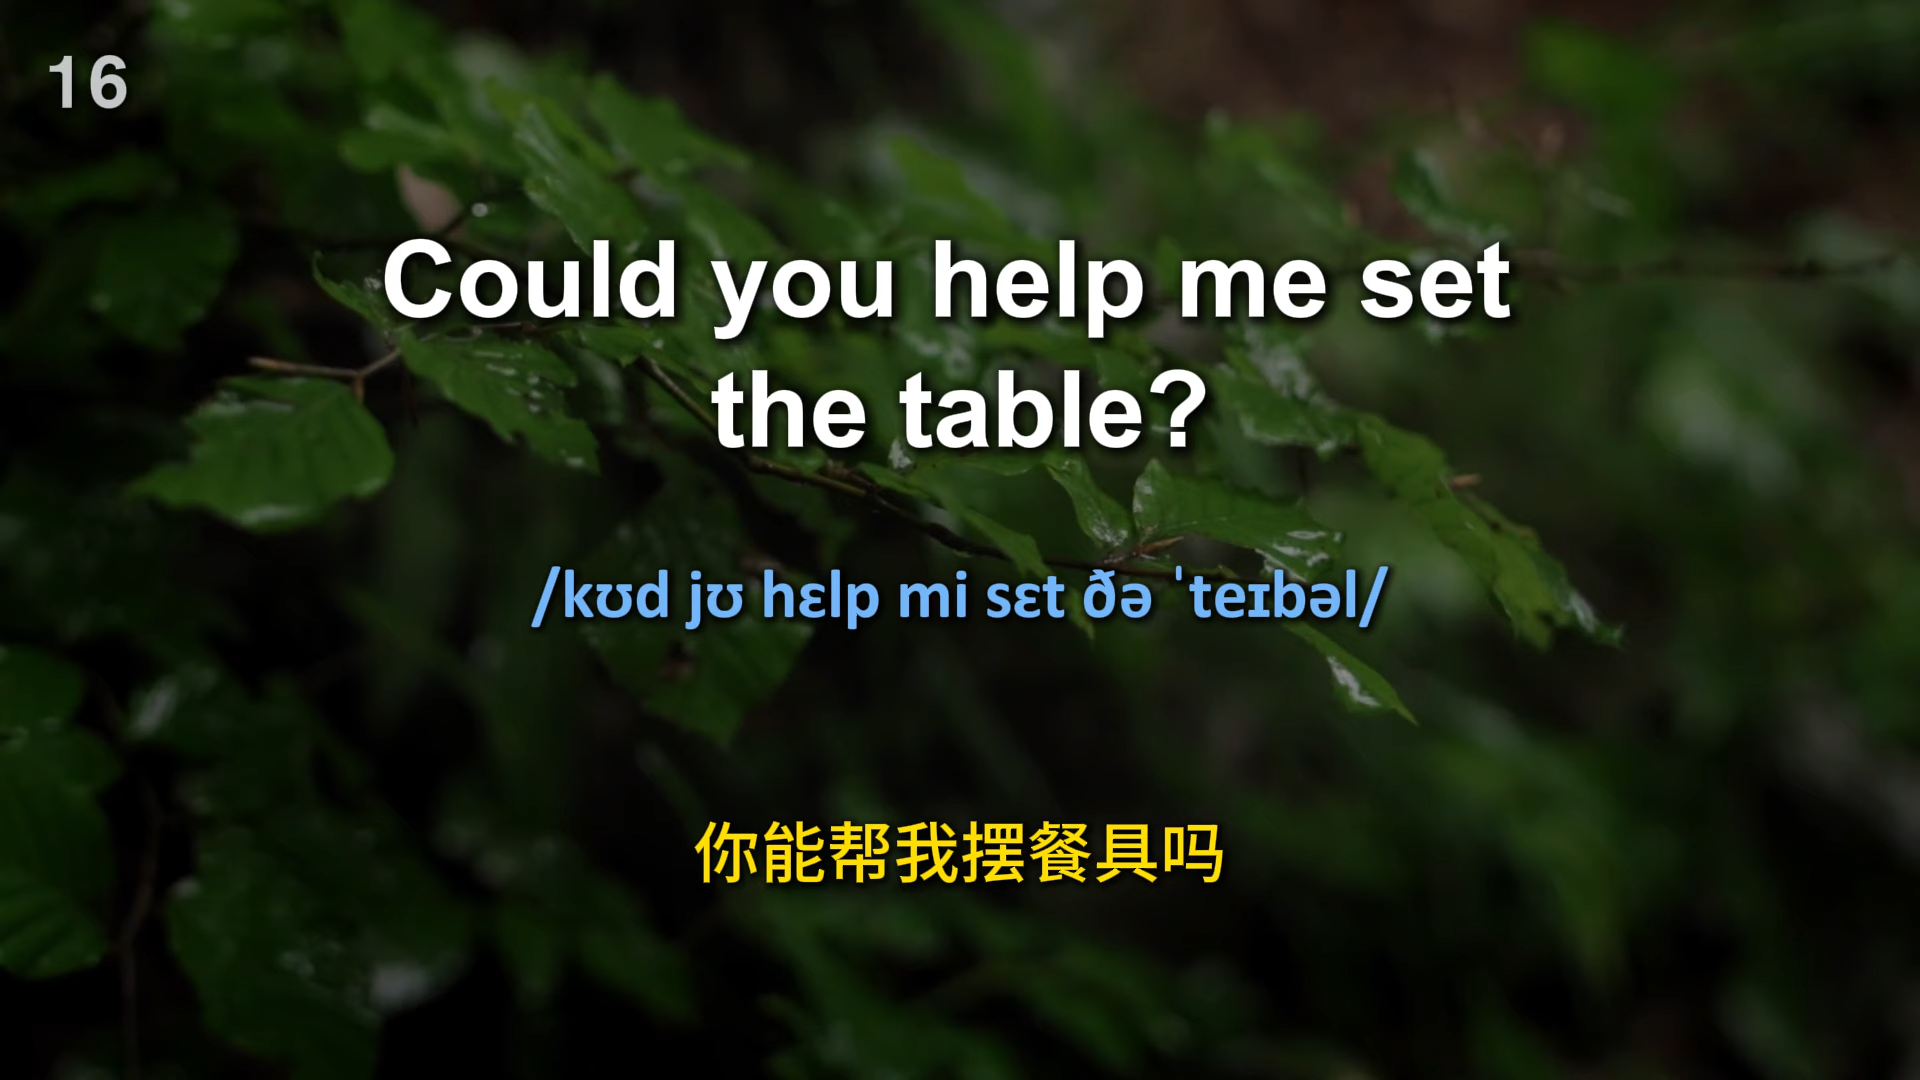 16
Could you help me set
the table?
/kʊd jʊ hɛlp mi sɛt ðə ˈteɪbəl/
你能帮我摆餐具吗